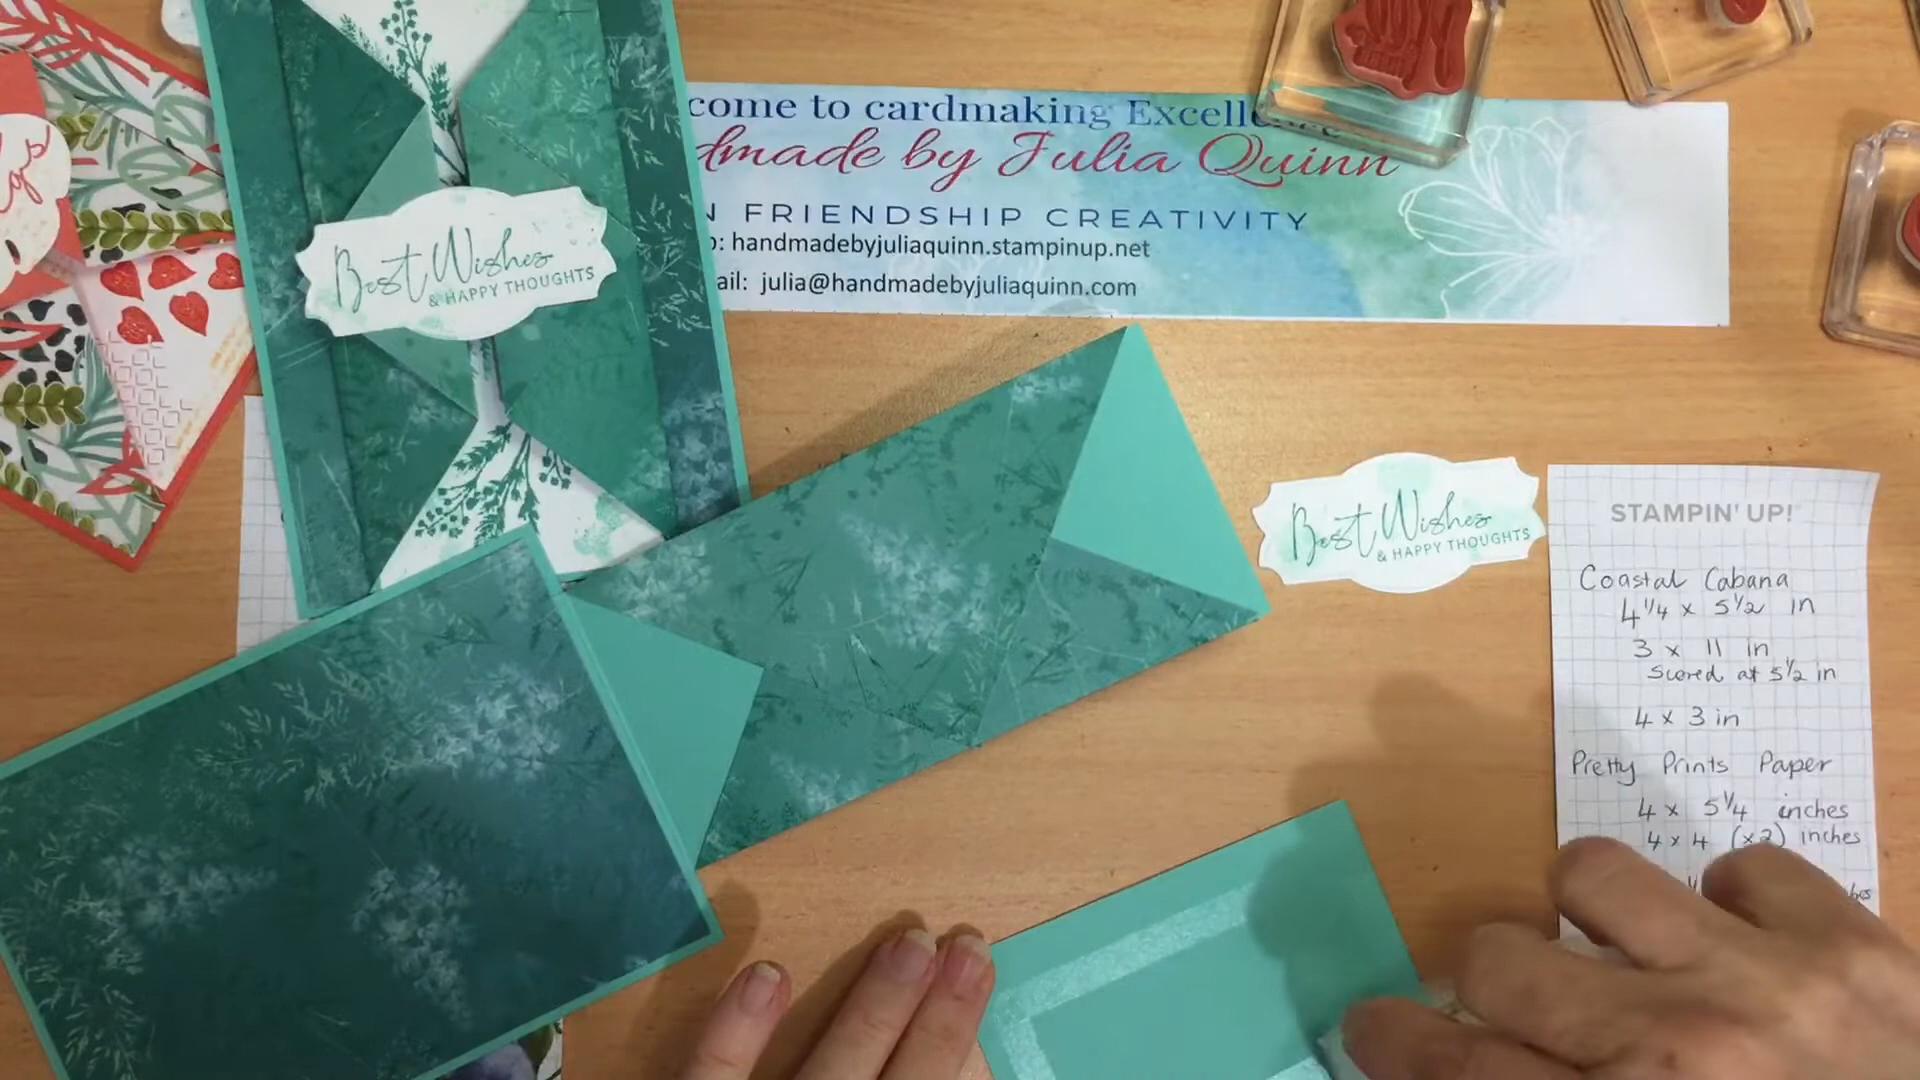 come to cardmaking Excellence
dmade by Julia Quinn
N FRIENDSHIP CREATIVITY
o: handmadebyjuliaquinn.stampinup.net
ail: julia@handmadebyjuliaquinn.com
Best Wishes
& HAPPY THOUGHTS
Best Wishes
& HAPPY THOUGHTS
STAMPIN' UP!
Coastal Cabana
4 1/4 x 5 1/2 in
3 x 11 in
Scored at 5 1/2 in
4 x 3 in
Pretty Prints Paper
4 x 5 1/4 inches
4 x 4 (x2) inches